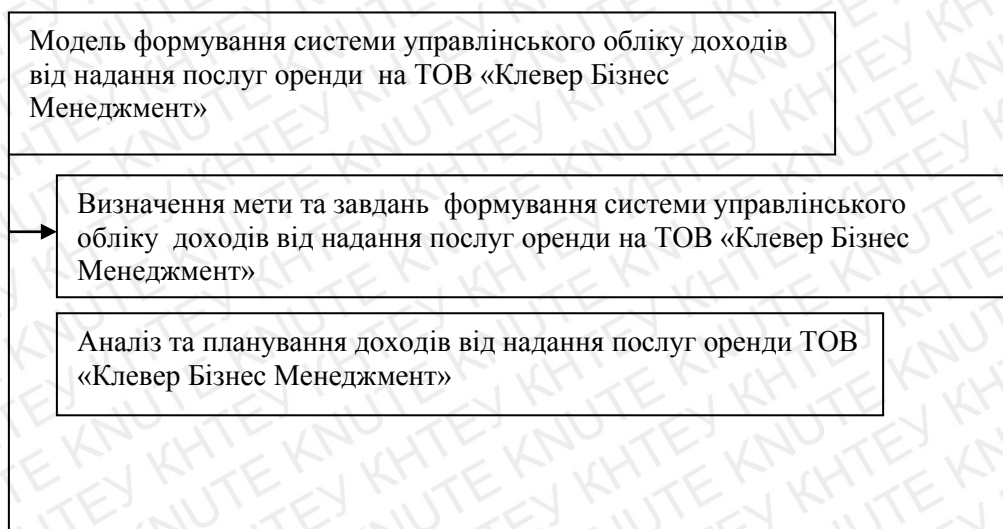 Модель формування системи управлінського обліку доходів
від надання послуг оренди на ТОВ «Клевер Бізнес
Менеджмент»
Визначення мети та завдань формування системи управлінського
обліку доходів від надання послуг оренди на ТОВ «Клевер Бізнес
Менеджмент»
Аналіз та планування доходів від надання послуг оренди ТОВ
«Клевер Бізнес Менеджмент»